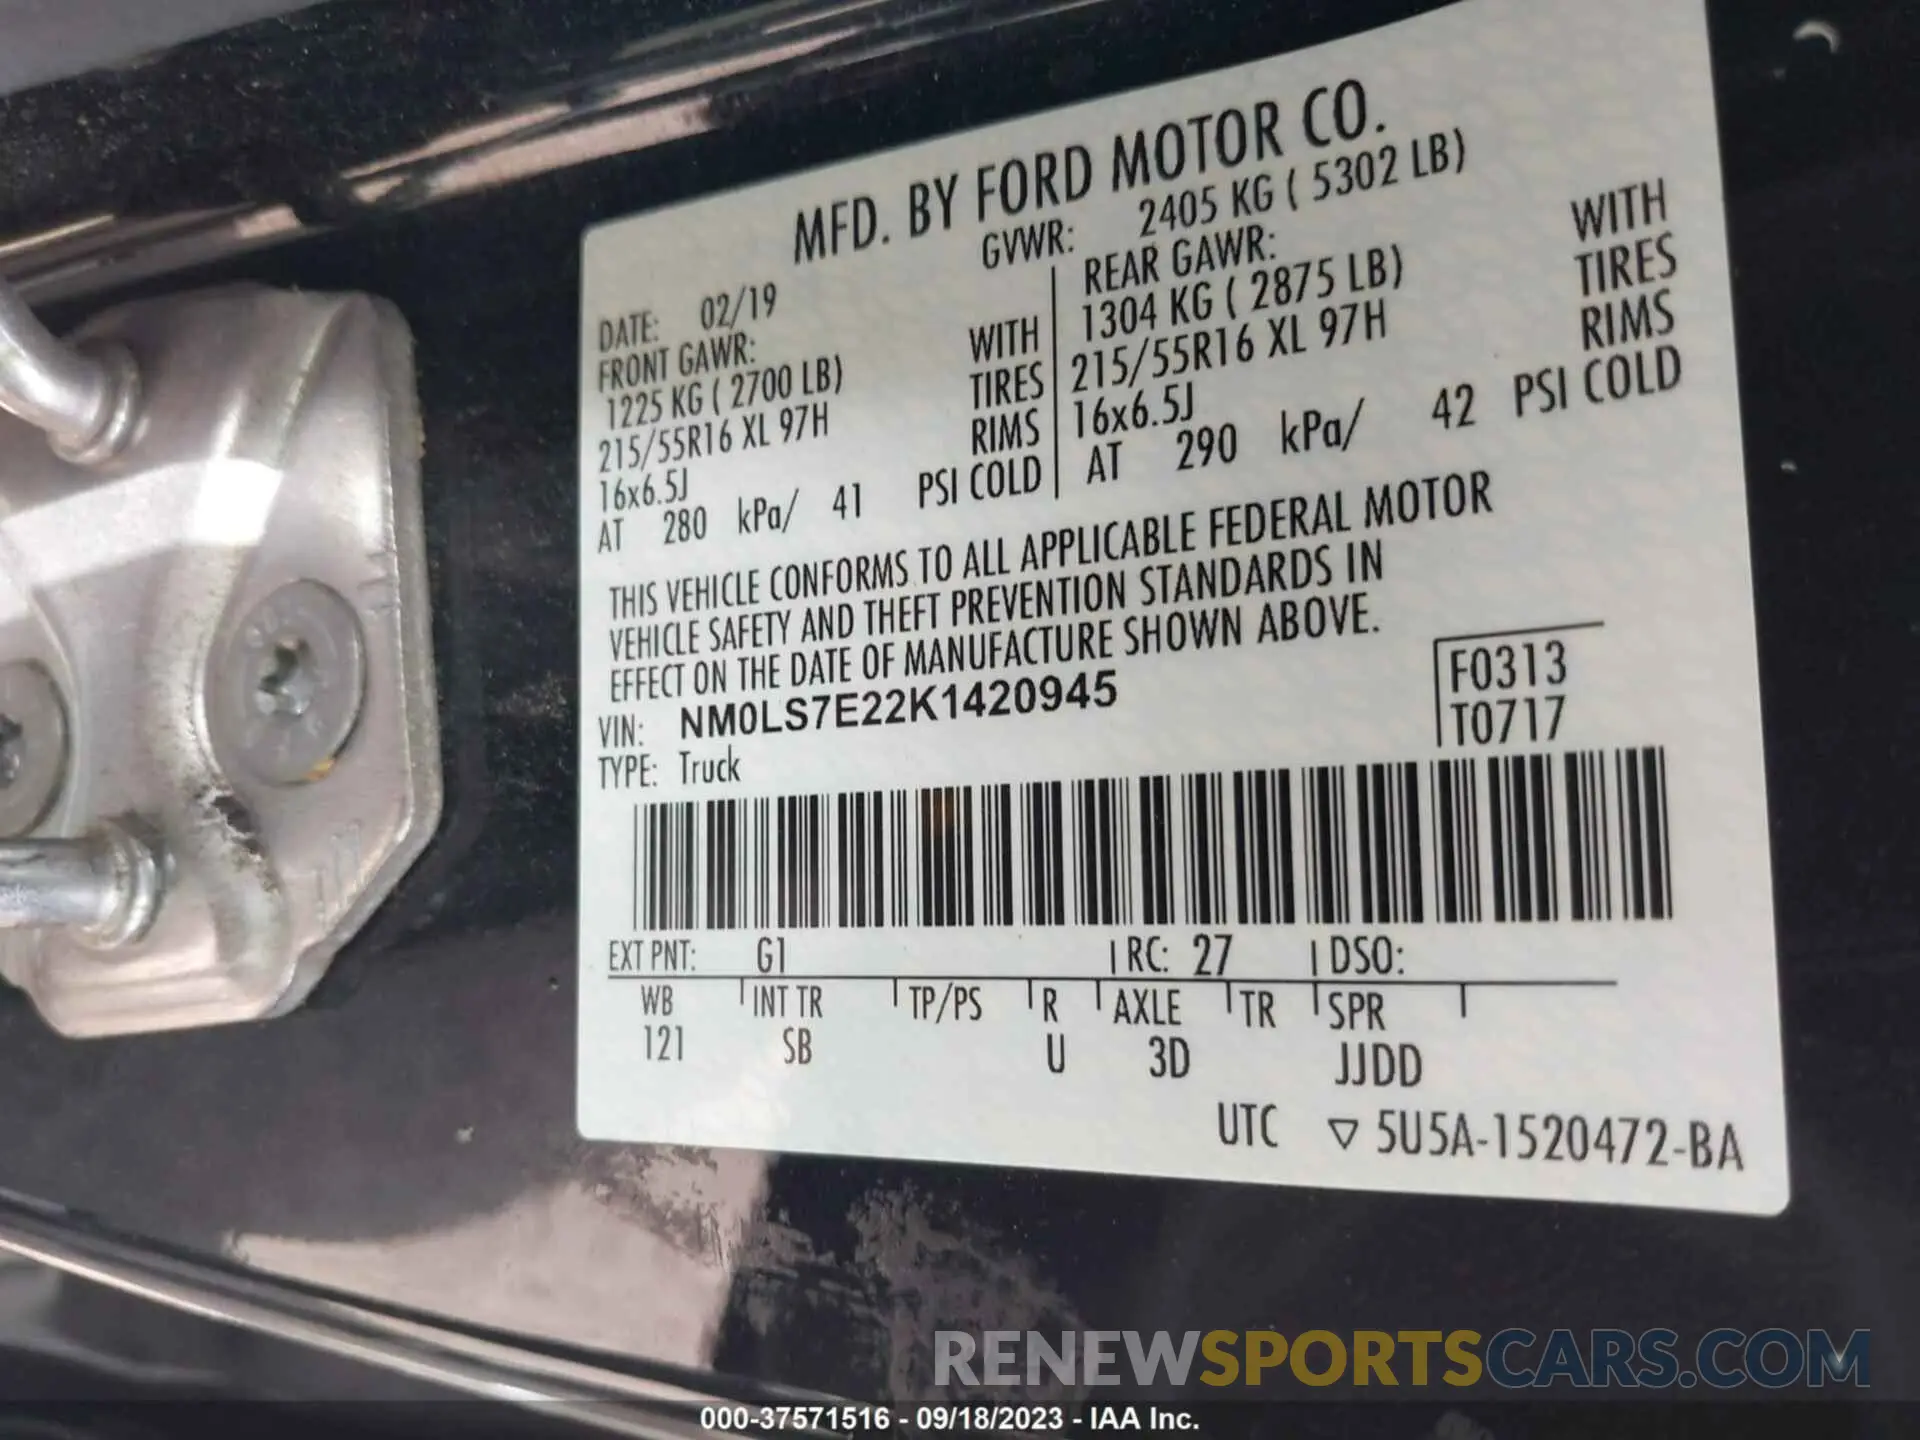 MFD. BY FORD MOTOR CO.
DATE: 02/19 GVWR: 2405 KG ( 5302 LB)
FRONT GAWR: REAR GAWR:
1225 KG ( 2700 LB) WITH 1304 KG ( 2875 LB) WITH
215/55R16 XL 97H TIRES 215/55R16 XL 97H TIRES
16x6.5J RIMS 16x6.5J RIMS
AT 280 kPa/ 41 PSI COLD AT 290 kPa/ 42 PSI COLD
THIS VEHICLE CONFORMS TO ALL APPLICABLE FEDERAL MOTOR
VEHICLE SAFETY AND THEFT PREVENTION STANDARDS IN
EFFECT ON THE DATE OF MANUFACTURE SHOWN ABOVE.
VIN: NM0LS7E22K1420945 F0313
TYPE: Truck T0717
EXT PNT: G1 RC: 27 DSO:
WB INT TR TP/PS R AXLE TR SPR
121 SB U 3D JJDD
UTC ▽ 5U5A-1520472-BA
RENEWSPORTSCARS.COM
000-37571516 - 09/18/2023 - IAA Inc.